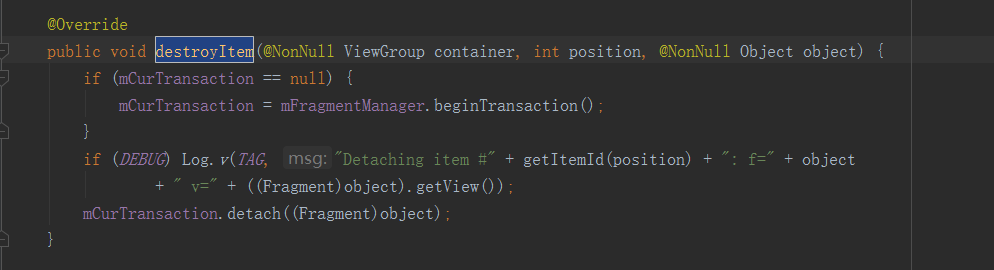 @Override
public void destroyItem(@NonNull ViewGroup container, int position, @NonNull Object object) {
if (mCurTransaction == null) {
mCurTransaction = mFragmentManager.beginTransaction();
}
if (DEBUG) Log.v(TAG, msg: "Detaching item #" + getItemId(position) + ": f=" + object
+ " v=" + ((Fragment)object).getView());
mCurTransaction.detach((Fragment)object);
}